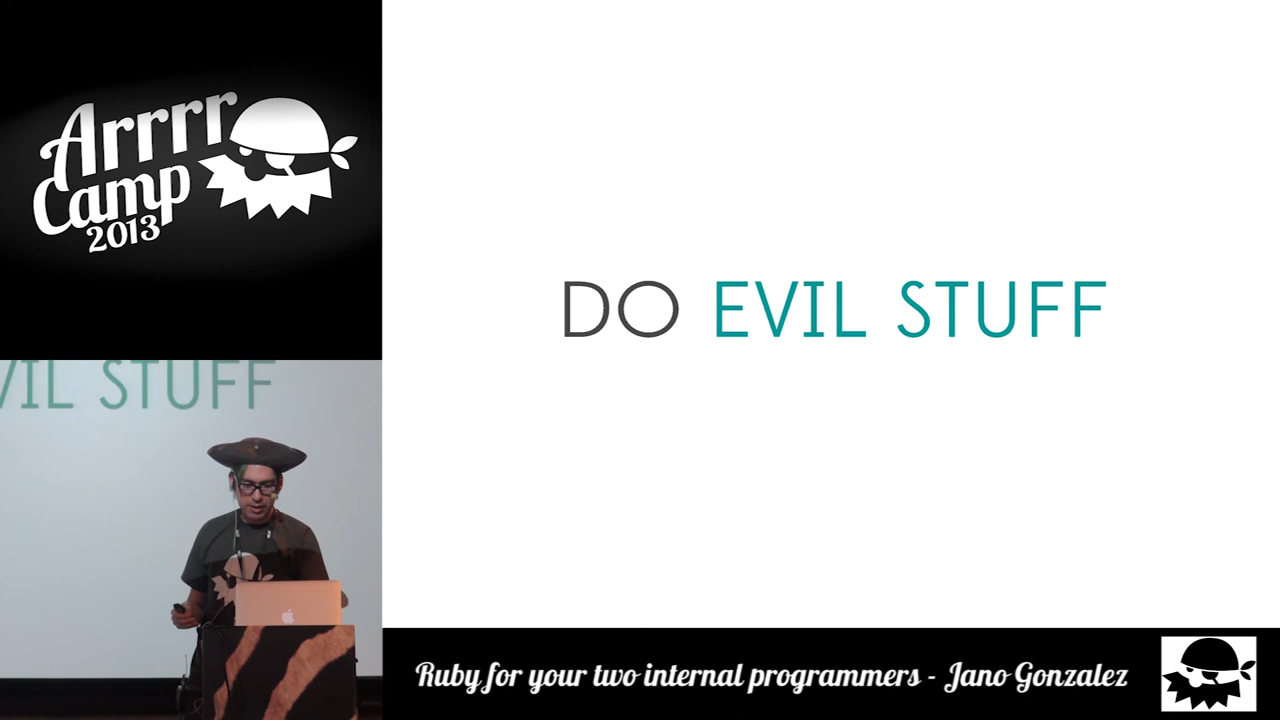 Arrrr
Camp
2013
DO EVIL STUFF
VIL STUFF
Ruby for your two internal programmers - Jano Gonzalez